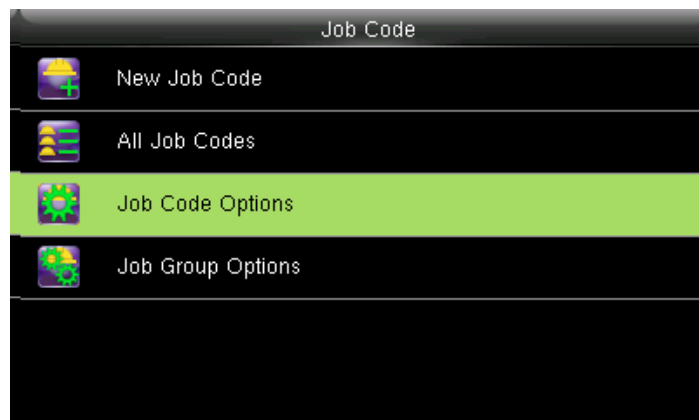 Job Code
New Job Code
All Job Codes
Job Code Options
Job Group Options